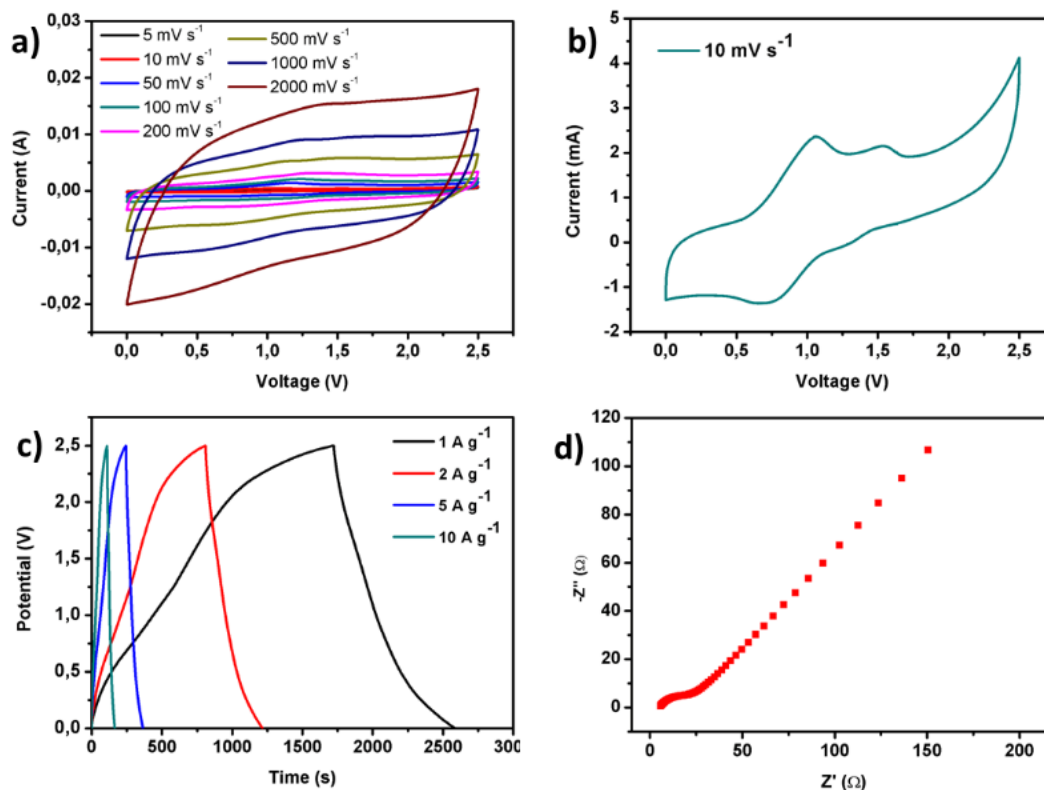 a)
5 mV s⁻¹
10 mV s⁻¹
50 mV s⁻¹
100 mV s⁻¹
200 mV s⁻¹
500 mV s⁻¹
1000 mV s⁻¹
2000 mV s⁻¹
Current (A)
0,03
0,02
0,01
0,00
-0,01
-0,02
0,0 0,5 1,0 1,5 2,0 2,5
Voltage (V)
b)
10 mV s⁻¹
Current (mA)
5
4
3
2
1
0
-1
-2
0,0 0,5 1,0 1,5 2,0 2,5
Voltage (V)
c)
1 A g⁻¹
2 A g⁻¹
5 A g⁻¹
10 A g⁻¹
Potential (V)
2,5
2,0
1,5
1,0
0,5
0,0
0 500 1000 1500 2000 2500 300
Time (s)
d)
-Z'' (Ω)
120
100
80
60
40
20
0
0 50 100 150 200
Z' (Ω)